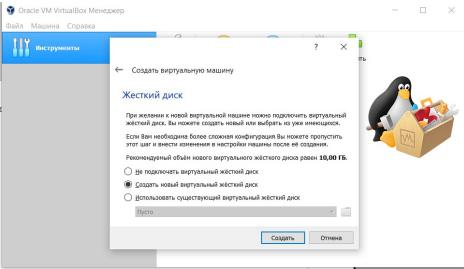 Oracle VM VirtualBox Менеджер
Файл Машина Справка
Инструменты
?
Создать виртуальную машину
Жесткий диск
При желании к новой виртуальной машине можно подключить виртуальный
жёсткий диск. Вы можете создать новый или выбрать из уже имеющихся.
Если Вам необходима более сложная конфигурация Вы можете пропустить
этот шаг и внести изменения в настройки машины после её создания.
Рекомендуемый объём нового виртуального жёсткого диска равен 10,00 ГБ.
Не подключать виртуальный жёсткий диск
Создать новый виртуальный жёсткий диск
Использовать существующий виртуальный жёсткий диск
Пусто
Создать Отмена